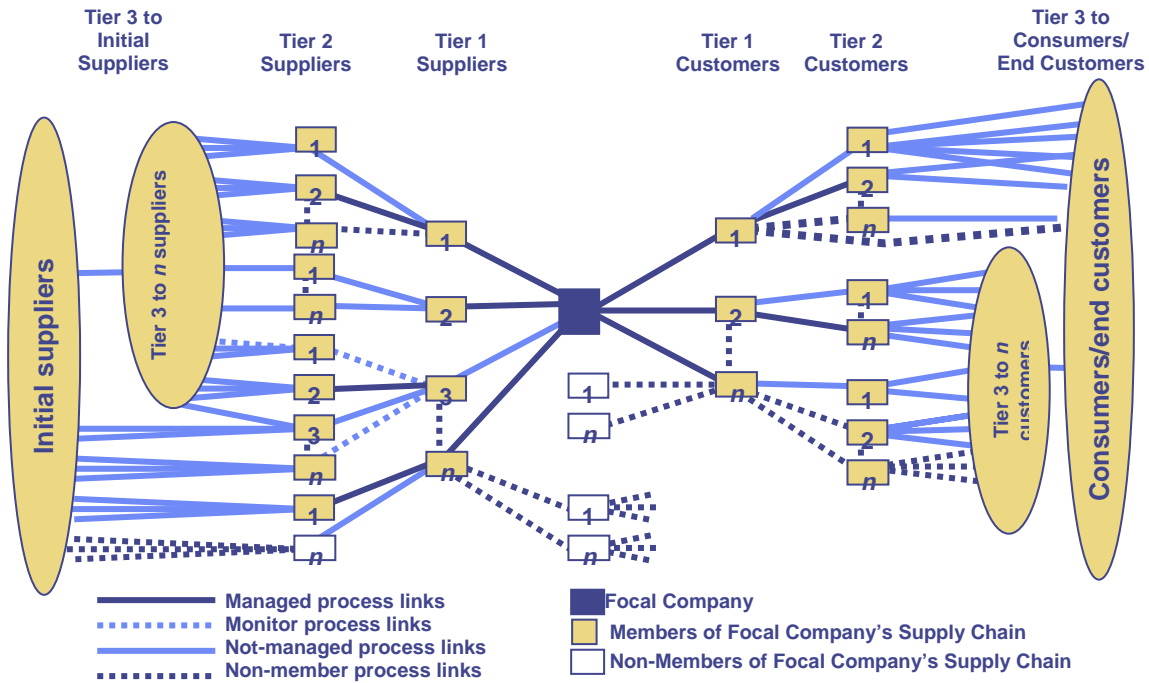 Tier 3 to
Initial
Suppliers
Tier 2
Suppliers
Tier 1
Suppliers
Tier 1
Customers
Tier 2
Customers
Tier 3 to
Consumers/
End Customers
Initial suppliers
Tier 3 to n suppliers
1
2
n
1
n
1
2
3
n
1
n
1
2
3
n
1
n
1
n
1
2
n
1
2
n
1
n
1
2
n
Tier 3 to n
customers
Consumers/end customers
Managed process links
Monitor process links
Not-managed process links
Non-member process links
Focal Company
Members of Focal Company's Supply Chain
Non-Members of Focal Company's Supply Chain